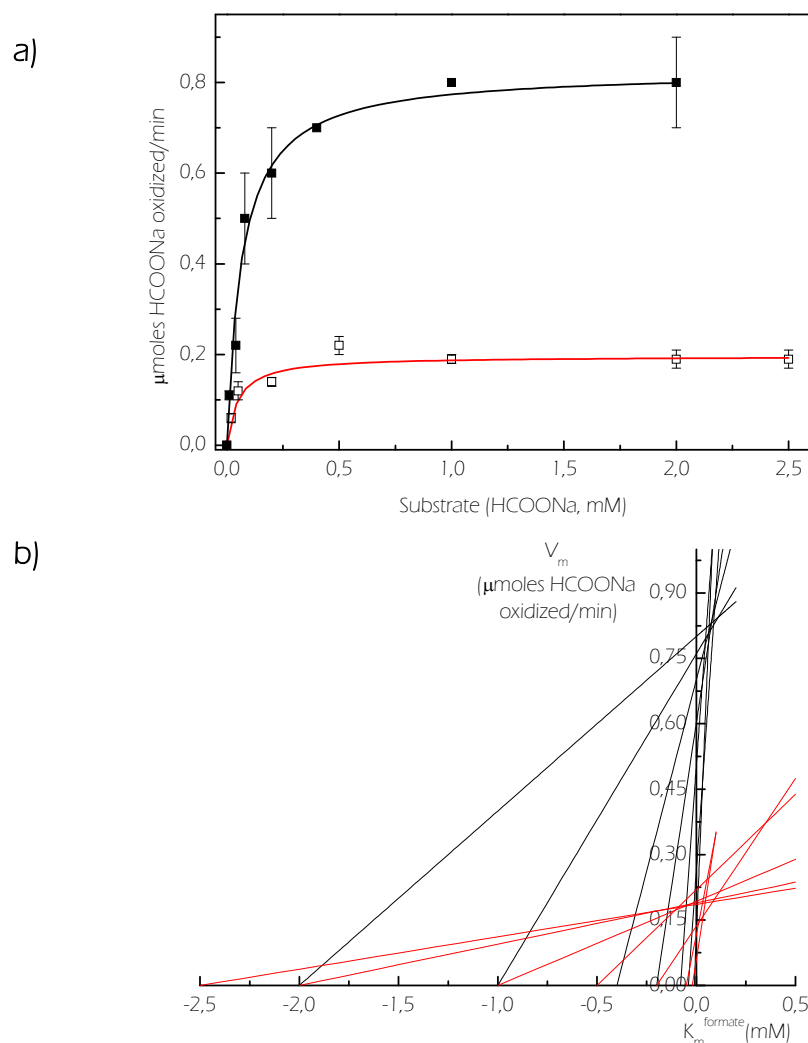 a)
0,8
0,6
0,4
0,2
0,0
μmoles HCOONa oxidized/min
0,0 0,5 1,0 1,5 2,0 2,5
Substrate (HCOONa, mM)
b)
V_m
(μmoles HCOONa
oxidized/min)
0,90
0,75
0,60
0,45
0,30
0,15
0,00
-2,5 -2,0 -1,5 -1,0 -0,5 0,0 0,5
K_m^formate (mM)